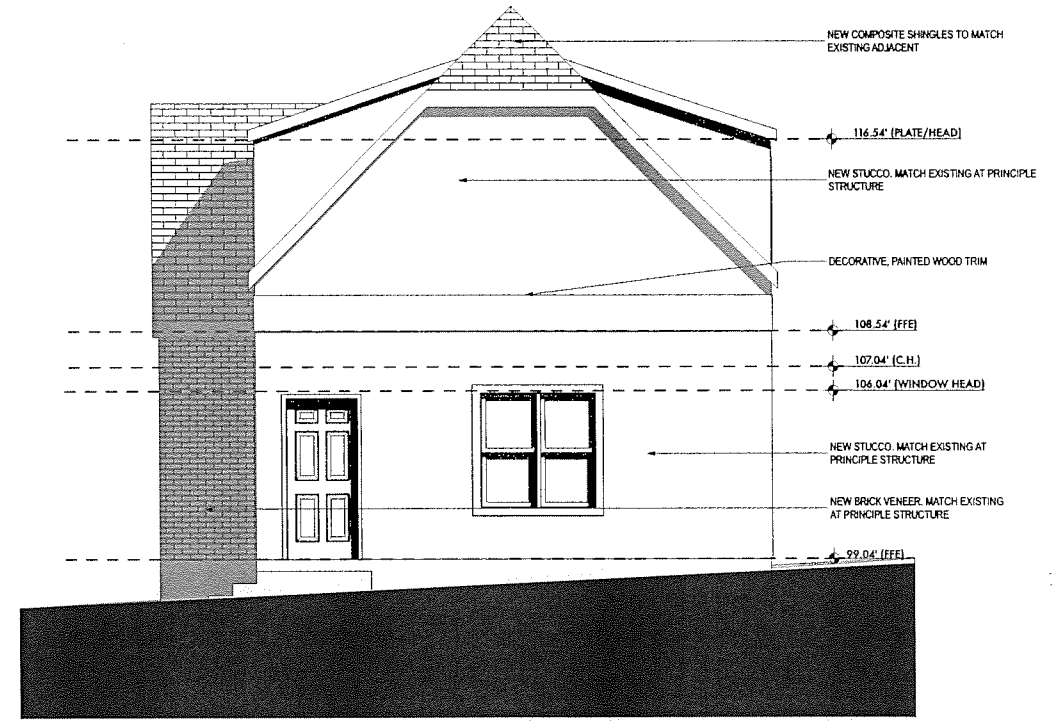 NEW COMPOSITE SHINGLES TO MATCH
EXISTING ADJACENT
116.54' (PLATE/HEAD)
NEW STUCCO. MATCH EXISTING AT PRINCIPLE
STRUCTURE
DECORATIVE, PAINTED WOOD TRIM
108.54' (FFE)
107.04' (C.H.)
106.04' (WINDOW HEAD)
NEW STUCCO. MATCH EXISTING AT
PRINCIPLE STRUCTURE
NEW BRICK VENEER. MATCH EXISTING
AT PRINCIPLE STRUCTURE
99.04' (FFE)